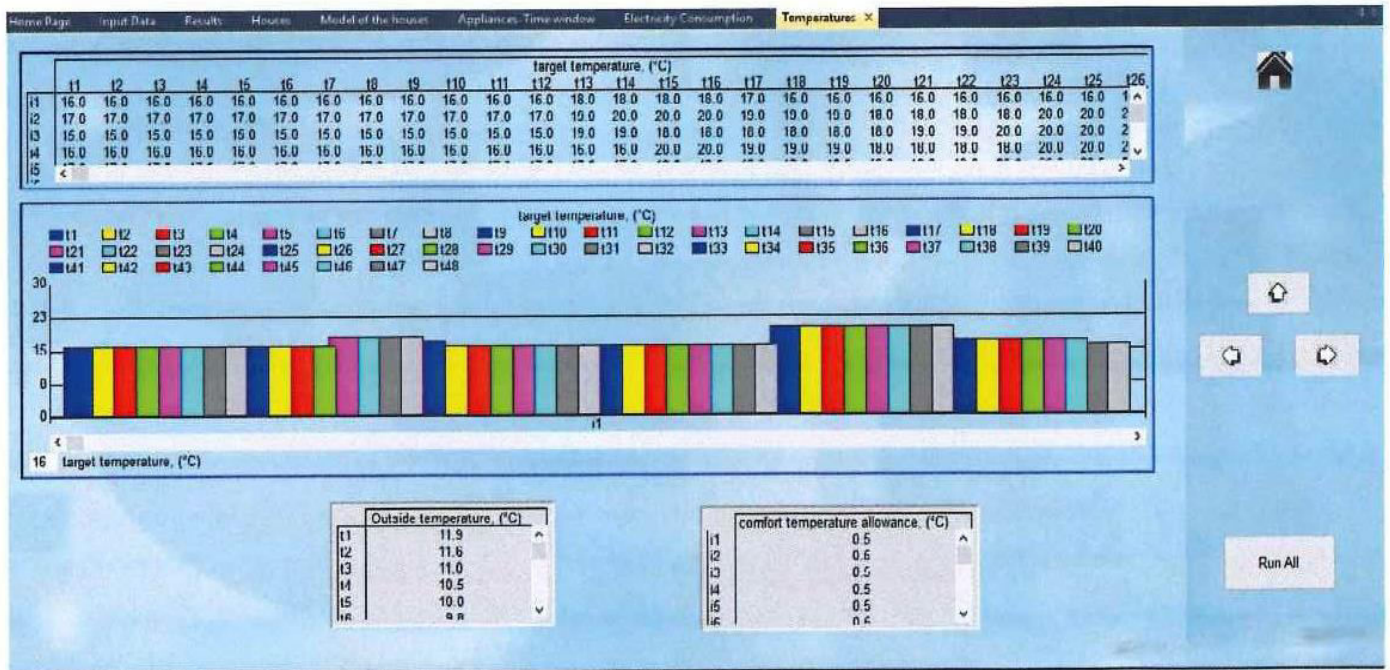 Home Page Input Data Results Houses Model of the houses Appliances-Time window Electricity Consumption Temperatures ×
target temperature, (°C)
t1 t2 t3 t4 t5 t6 t7 t8 t9 t10 t11 t12 t13 t14 t15 t16 t17 t18 t19 t20 t21 t22 t23 t24 t25 t26
i1 16.0 16.0 16.0 16.0 16.0 16.0 16.0 16.0 16.0 16.0 16.0 16.0 18.0 18.0 18.0 18.0 17.0 16.0 16.0 16.0 16.0 16.0 16.0 16.0 16.0 1
i2 17.0 17.0 17.0 17.0 17.0 17.0 17.0 17.0 17.0 17.0 17.0 17.0 19.0 20.0 20.0 20.0 19.0 19.0 19.0 18.0 18.0 18.0 18.0 20.0 20.0 2
i3 15.0 15.0 15.0 15.0 15.0 15.0 15.0 15.0 15.0 15.0 15.0 15.0 19.0 19.0 18.0 18.0 18.0 18.0 18.0 18.0 19.0 19.0 20.0 20.0 20.0 2
i4 16.0 16.0 16.0 16.0 16.0 16.0 16.0 16.0 16.0 16.0 16.0 16.0 16.0 16.0 20.0 20.0 19.0 19.0 19.0 18.0 18.0 18.0 18.0 20.0 20.0 2
i5
target temperature, (°C)
t1 t2 t3 t4 t5 t6 t7 t8 t9 t10 t11 t12 t13 t14 t15 t16 t17 t18 t19 t20
t21 t22 t23 t24 t25 t26 t27 t28 t29 t30 t31 t32 t33 t34 t35 t36 t37 t38 t39 t40
t41 t42 t43 t44 t45 t46 t47 t48
30
23
15
8
0
i1
16 target temperature, (°C)
Outside temperature, (°C)
t1 11.9
t2 11.6
t3 11.0
t4 10.5
t5 10.0
t6 9.8
comfort temperature allowance, (°C)
i1 0.5
i2 0.6
i3 0.5
i4 0.5
i5 0.5
i6
Run All